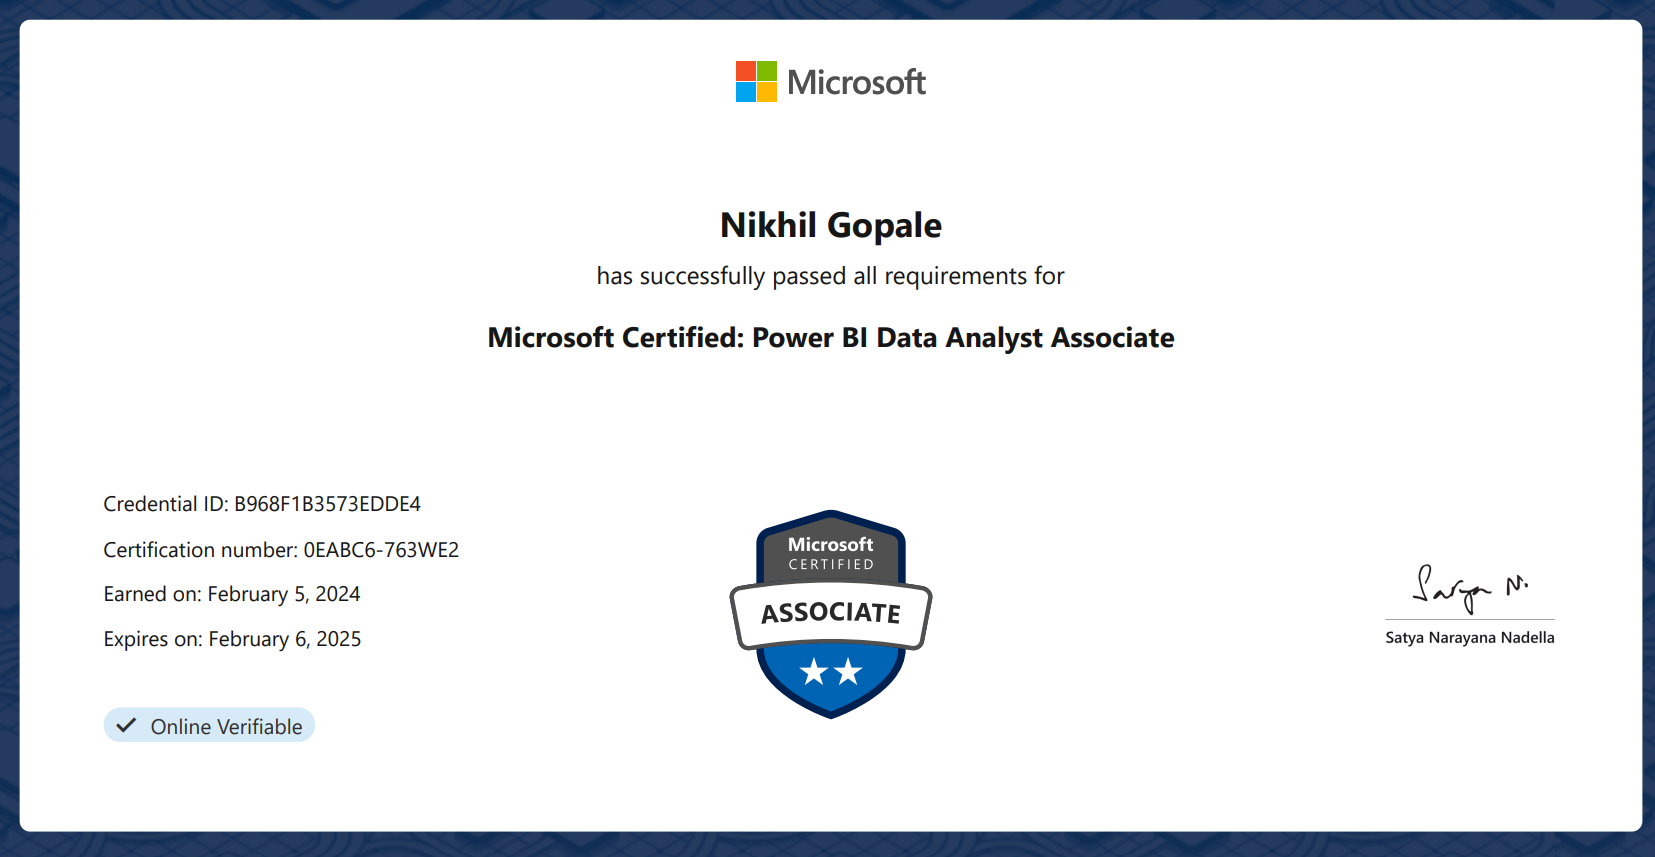 Microsoft
Nikhil Gopale
has successfully passed all requirements for
Microsoft Certified: Power BI Data Analyst Associate
Credential ID: B968F1B3573EDDE4
Certification number: 0EABC6-763WE2
Earned on: February 5, 2024
Expires on: February 6, 2025
Online Verifiable
Microsoft
CERTIFIED
ASSOCIATE
Satya N.
Satya Narayana Nadella